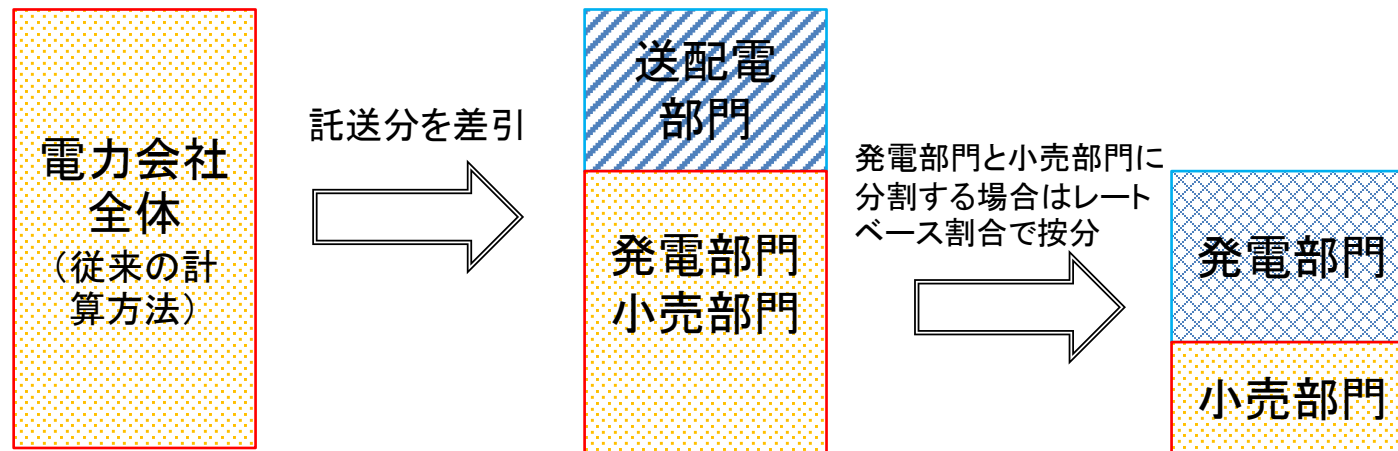 電力会社
全体
（従来の計
算方法）
託送分を差引
送配電
部門
発電部門
小売部門
発電部門と小売部門に
分割する場合はレート
ベース割合で按分
発電部門
小売部門